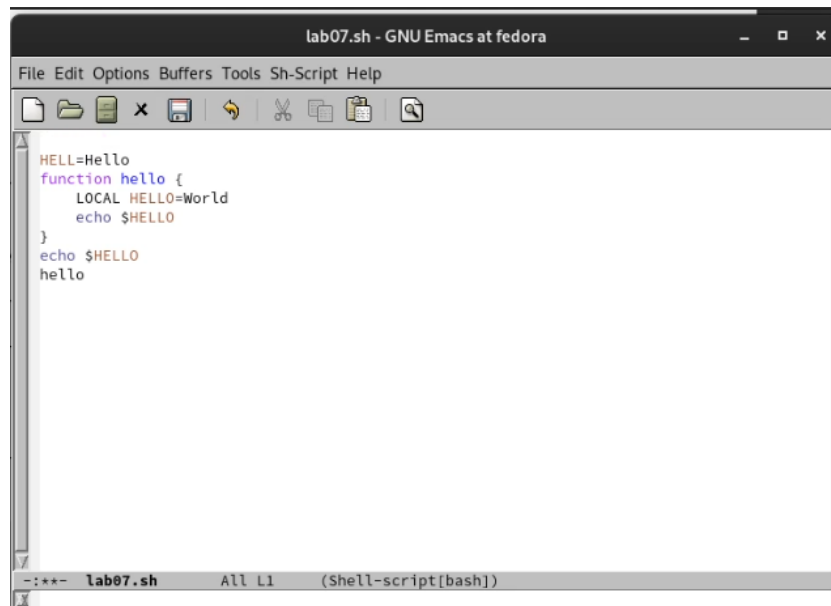 lab07.sh - GNU Emacs at fedora
File Edit Options Buffers Tools Sh-Script Help
HELL=Hello
function hello {
    LOCAL HELLO=World
    echo $HELLO
}
echo $HELLO
hello
-:**- lab07.sh All L1 (Shell-script[bash])